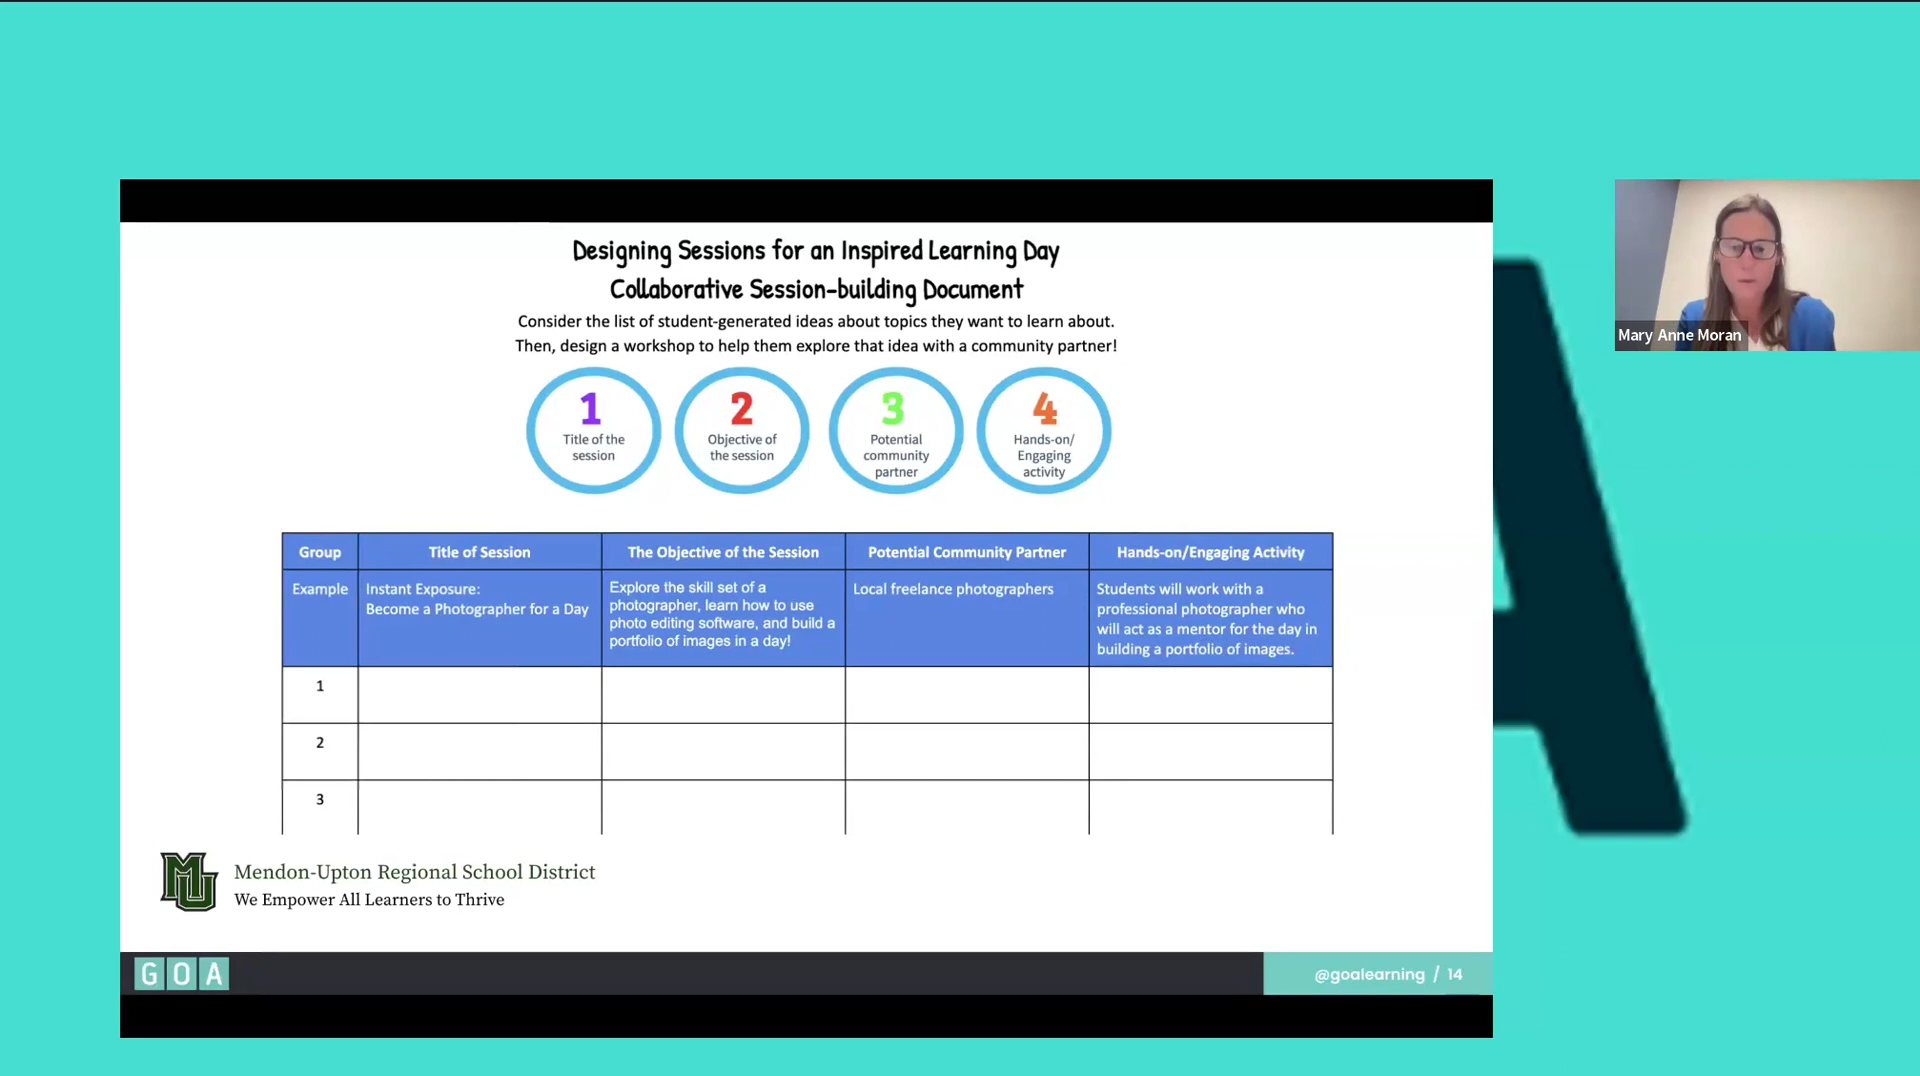 Designing Sessions for an Inspired Learning Day
Collaborative Session-building Document
Consider the list of student-generated ideas about topics they want to learn about.
Then, design a workshop to help them explore that idea with a community partner!
1
Title of the
session
2
Objective of
the session
3
Potential
community
partner
4
Hands-on/
Engaging
activity
Group
Title of Session
The Objective of the Session
Potential Community Partner
Hands-on/Engaging Activity
Example
Instant Exposure:
Become a Photographer for a Day
Explore the skill set of a
photographer, learn how to use
photo editing software, and build a
portfolio of images in a day!
Local freelance photographers
Students will work with a
professional photographer who
will act as a mentor for the day in
building a portfolio of images.
1
2
3
MU
Mendon-Upton Regional School District
We Empower All Learners to Thrive
GOA
@goalearning / 14
Mary Anne Moran
A